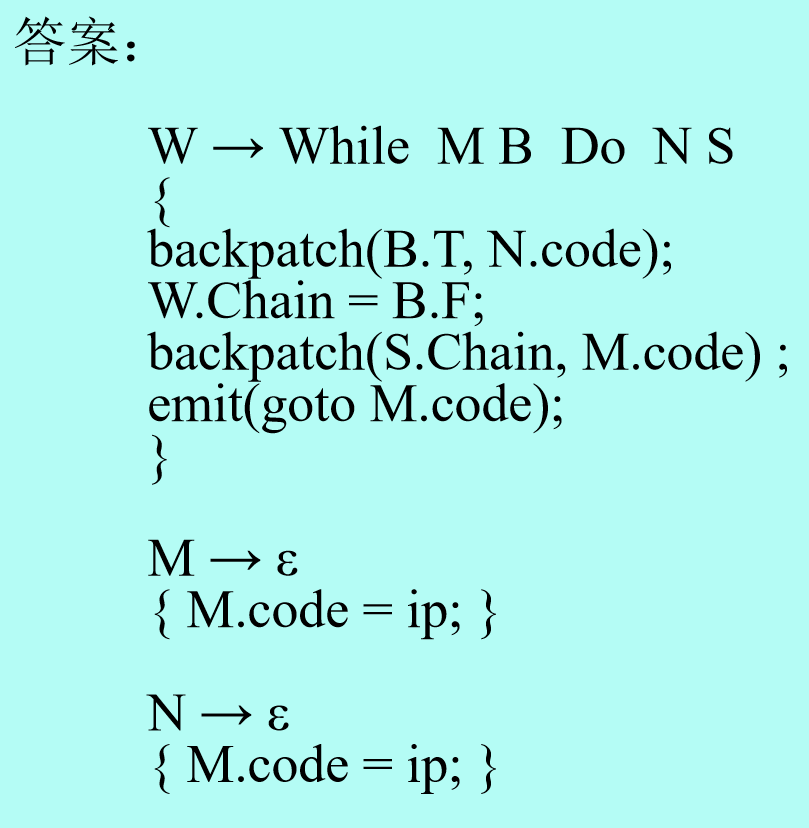 答案：
W → While M B Do N S
{
backpatch(B.T, N.code);
W.Chain = B.F;
backpatch(S.Chain, M.code) ;
emit(goto M.code);
}
M → ε
{ M.code = ip; }
N → ε
{ M.code = ip; }